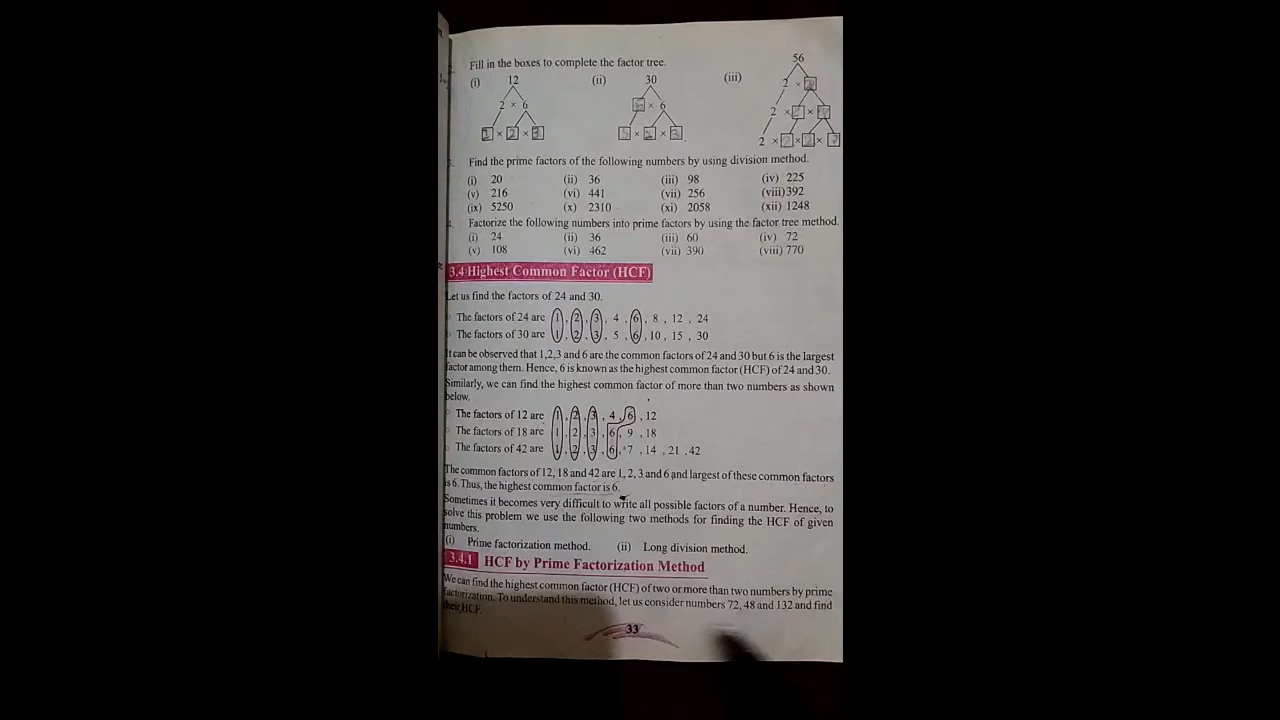 Fill in the boxes to complete the factor tree.
(i) 12 (ii) 30 (iii) 56
2 × 6
× 6
2 ×
2 × ×
2 × 2 × 3
5 × 2 × 3
2 × 2 × 2 × 7
Find the prime factors of the following numbers by using division method.
(i) 20 (ii) 36 (iii) 98 (iv) 225
(v) 216 (vi) 441 (vii) 256 (viii) 392
(ix) 5250 (x) 2310 (xi) 2058 (xii) 1248
Factorize the following numbers into prime factors by using the factor tree method.
(i) 24 (ii) 36 (iii) 60 (iv) 72
(v) 108 (vi) 462 (vii) 390 (viii) 770
3.4 Highest Common Factor (HCF)
Let us find the factors of 24 and 30.
The factors of 24 are 1 , 2 , 3 , 4 , 6 , 8 , 12 , 24
The factors of 30 are 1 , 2 , 3 , 5 , 6 , 10 , 15 , 30
It can be observed that 1,2,3 and 6 are the common factors of 24 and 30 but 6 is the largest
factor among them. Hence, 6 is known as the highest common factor (HCF) of 24 and 30.
Similarly, we can find the highest common factor of more than two numbers as shown
below.
The factors of 12 are 1 , 2 , 3 , 4 , 6 , 12
The factors of 18 are 1 , 2 , 3 , 6 , 9 , 18
The factors of 42 are 1 , 2 , 3 , 6 , 7 , 14 , 21 , 42
The common factors of 12, 18 and 42 are 1, 2, 3 and 6 and largest of these common factors
is 6. Thus, the highest common factor is 6.
Sometimes it becomes very difficult to write all possible factors of a number. Hence, to
solve this problem we use the following two methods for finding the HCF of given
numbers.
(i) Prime factorization method. (ii) Long division method.
3.4.1 HCF by Prime Factorization Method
We can find the highest common factor (HCF) of two or more than two numbers by prime
factorization. To understand this method, let us consider numbers 72, 48 and 132 and find
their HCF.
33